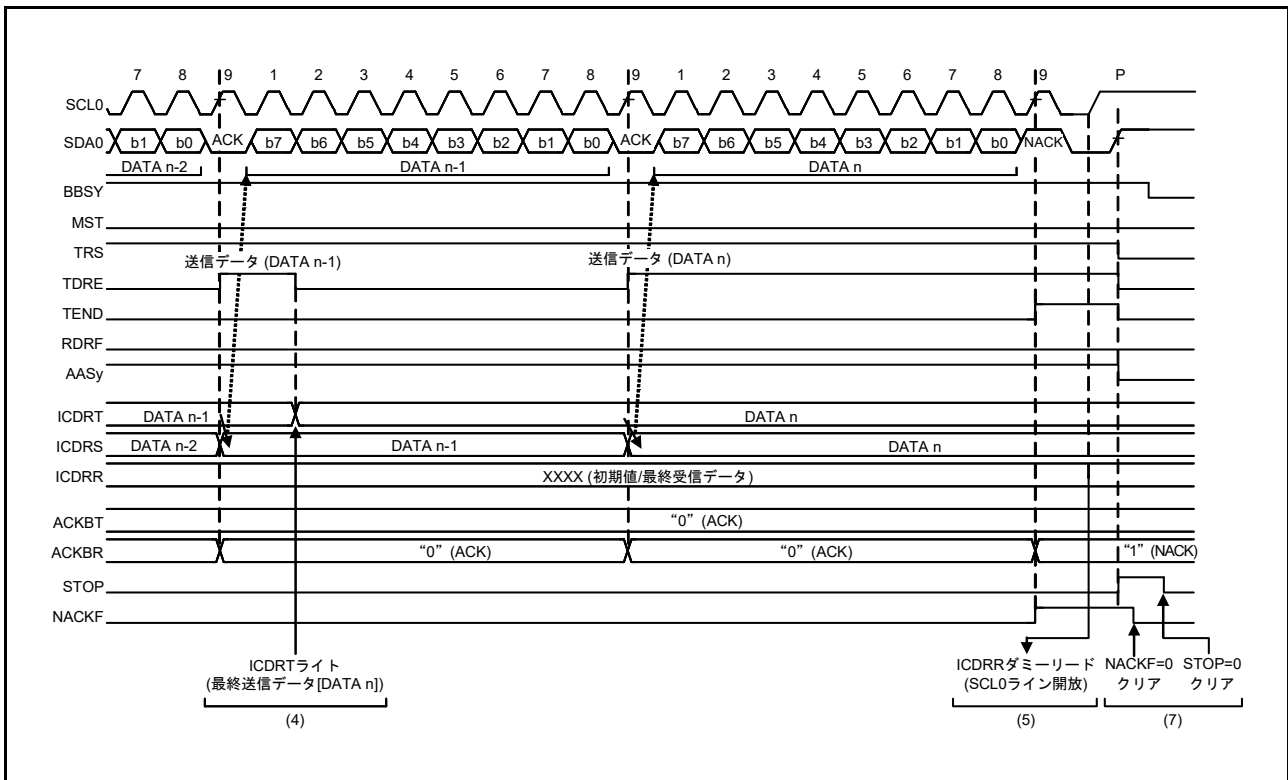 7 8 9 1 2 3 4 5 6 7 8 9 1 2 3 4 5 6 7 8 9 P
SCL0
SDA0 b1 b0 ACK b7 b6 b5 b4 b3 b2 b1 b0 ACK b7 b6 b5 b4 b3 b2 b1 b0 NACK
DATA n-2 DATA n-1 DATA n
BBSY
MST
TRS
送信データ (DATA n-1) 送信データ (DATA n)
TDRE
TEND
RDRF
AASy
ICDRT DATA n-1 DATA n
ICDRS DATA n-2 DATA n-1 DATA n
ICDRR XXXX (初期値/最終受信データ)
ACKBT “0” (ACK)
ACKBR “0” (ACK) “0” (ACK) “1” (NACK)
STOP
NACKF
ICDRTライト
(最終送信データ[DATA n])
(4)
ICDRRダミーリード
(SCL0ライン開放)
(5)
NACKF=0
クリア
STOP=0
クリア
(7)